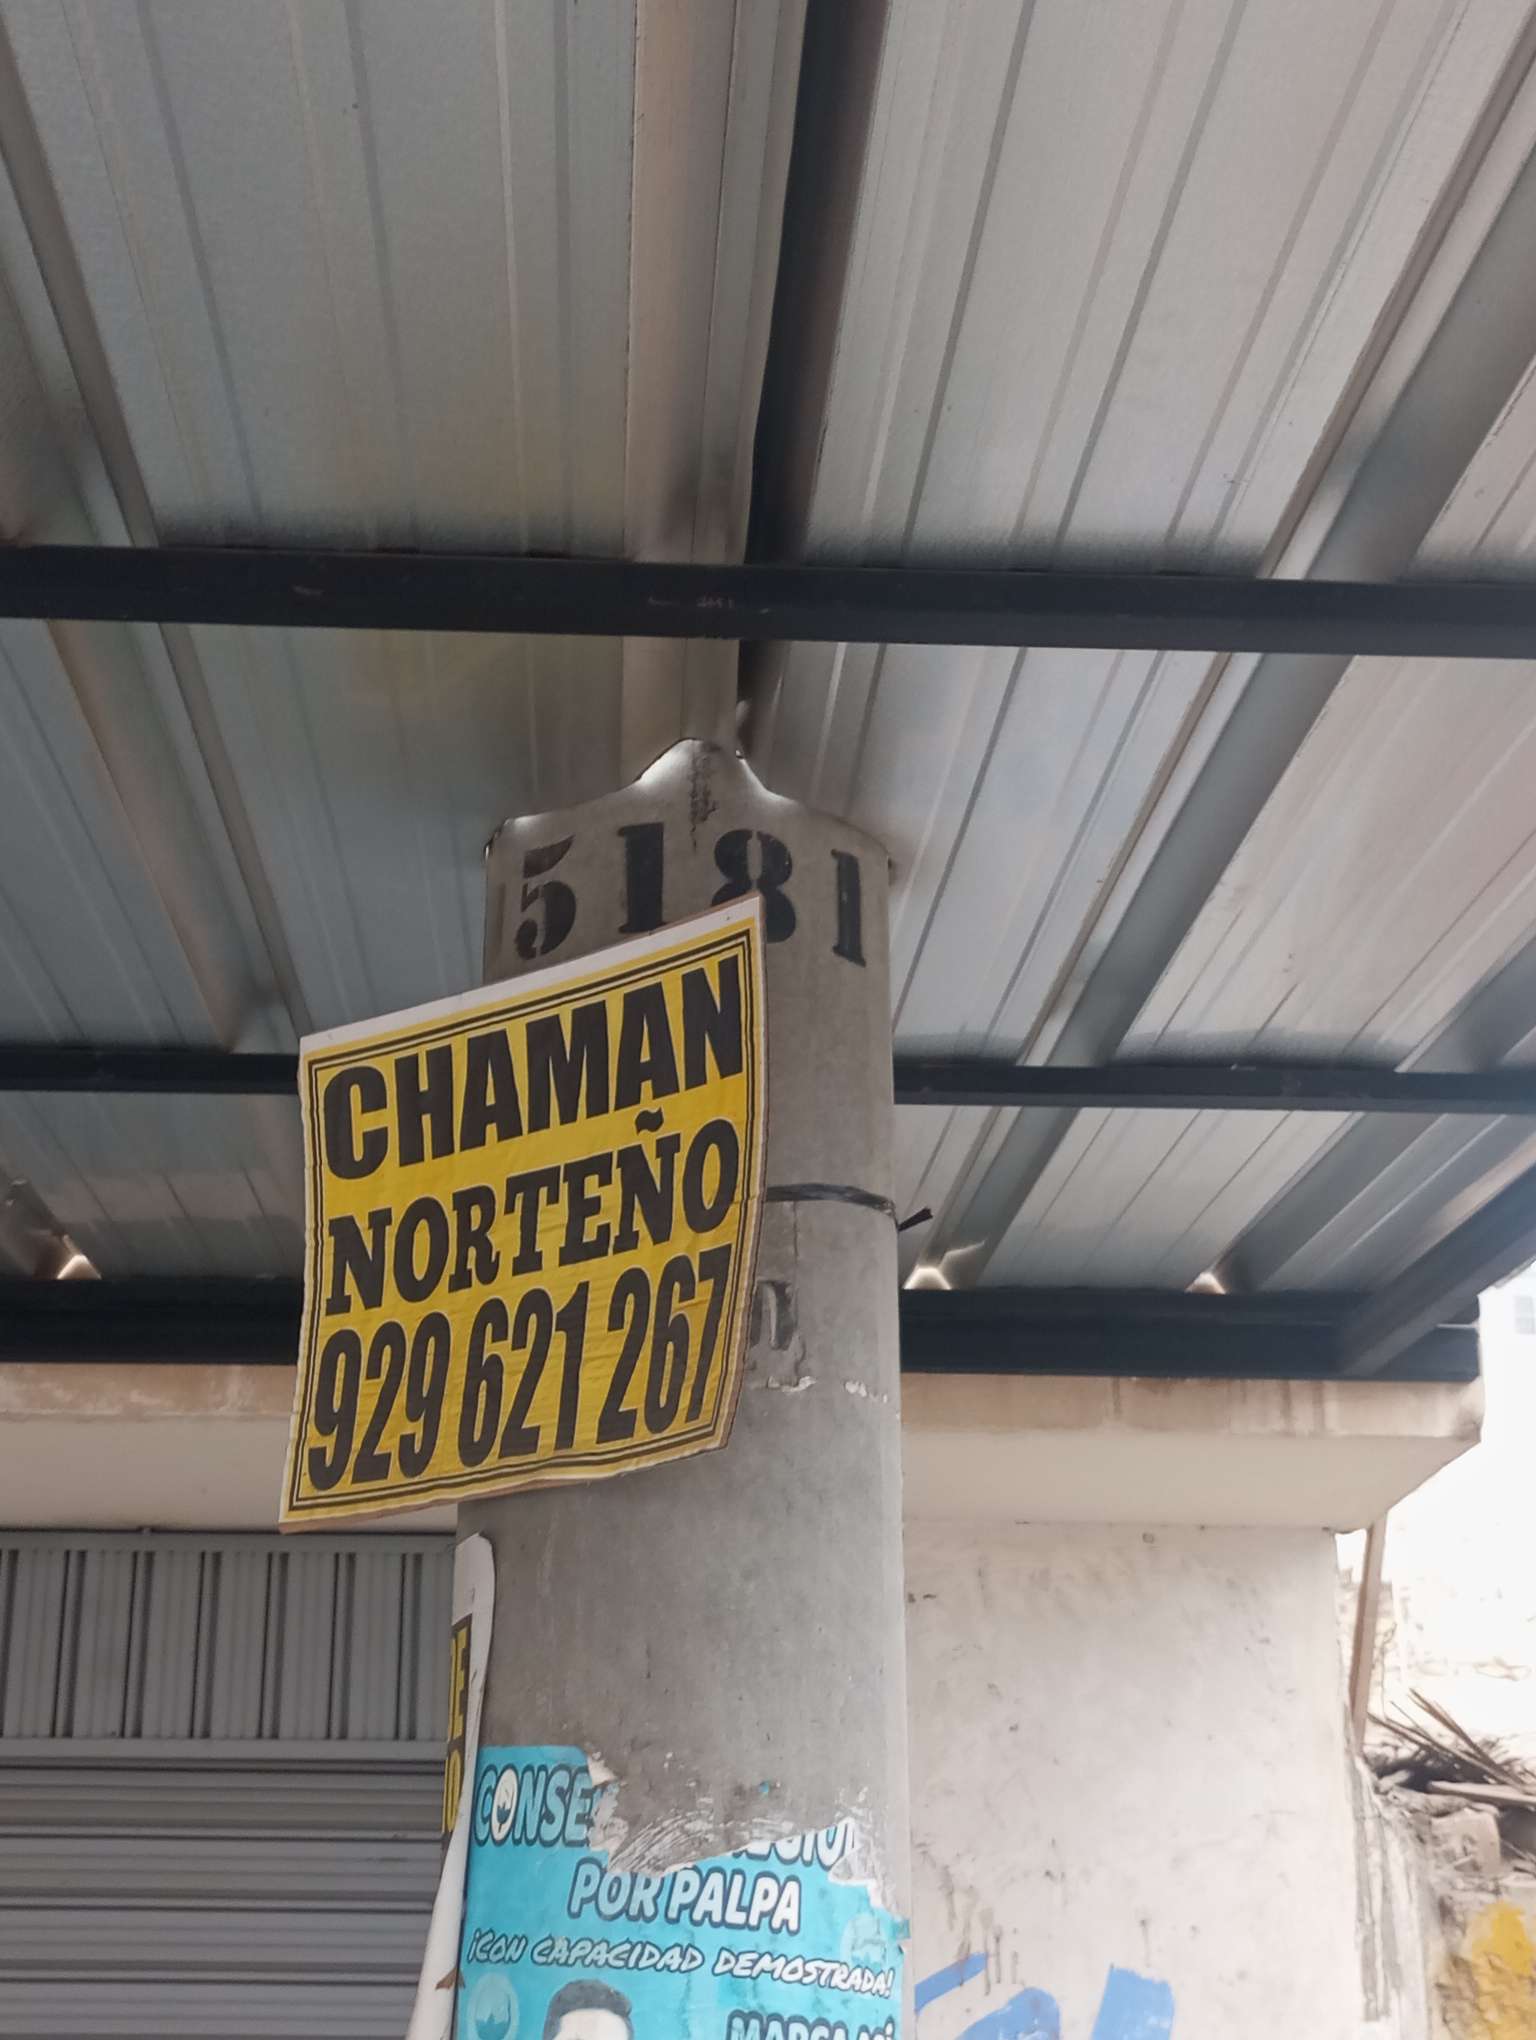 5181
CHAMAN
NORTEÑO
929 621 267
POR PALPA
¡CON CAPACIDAD DEMOSTRADA!